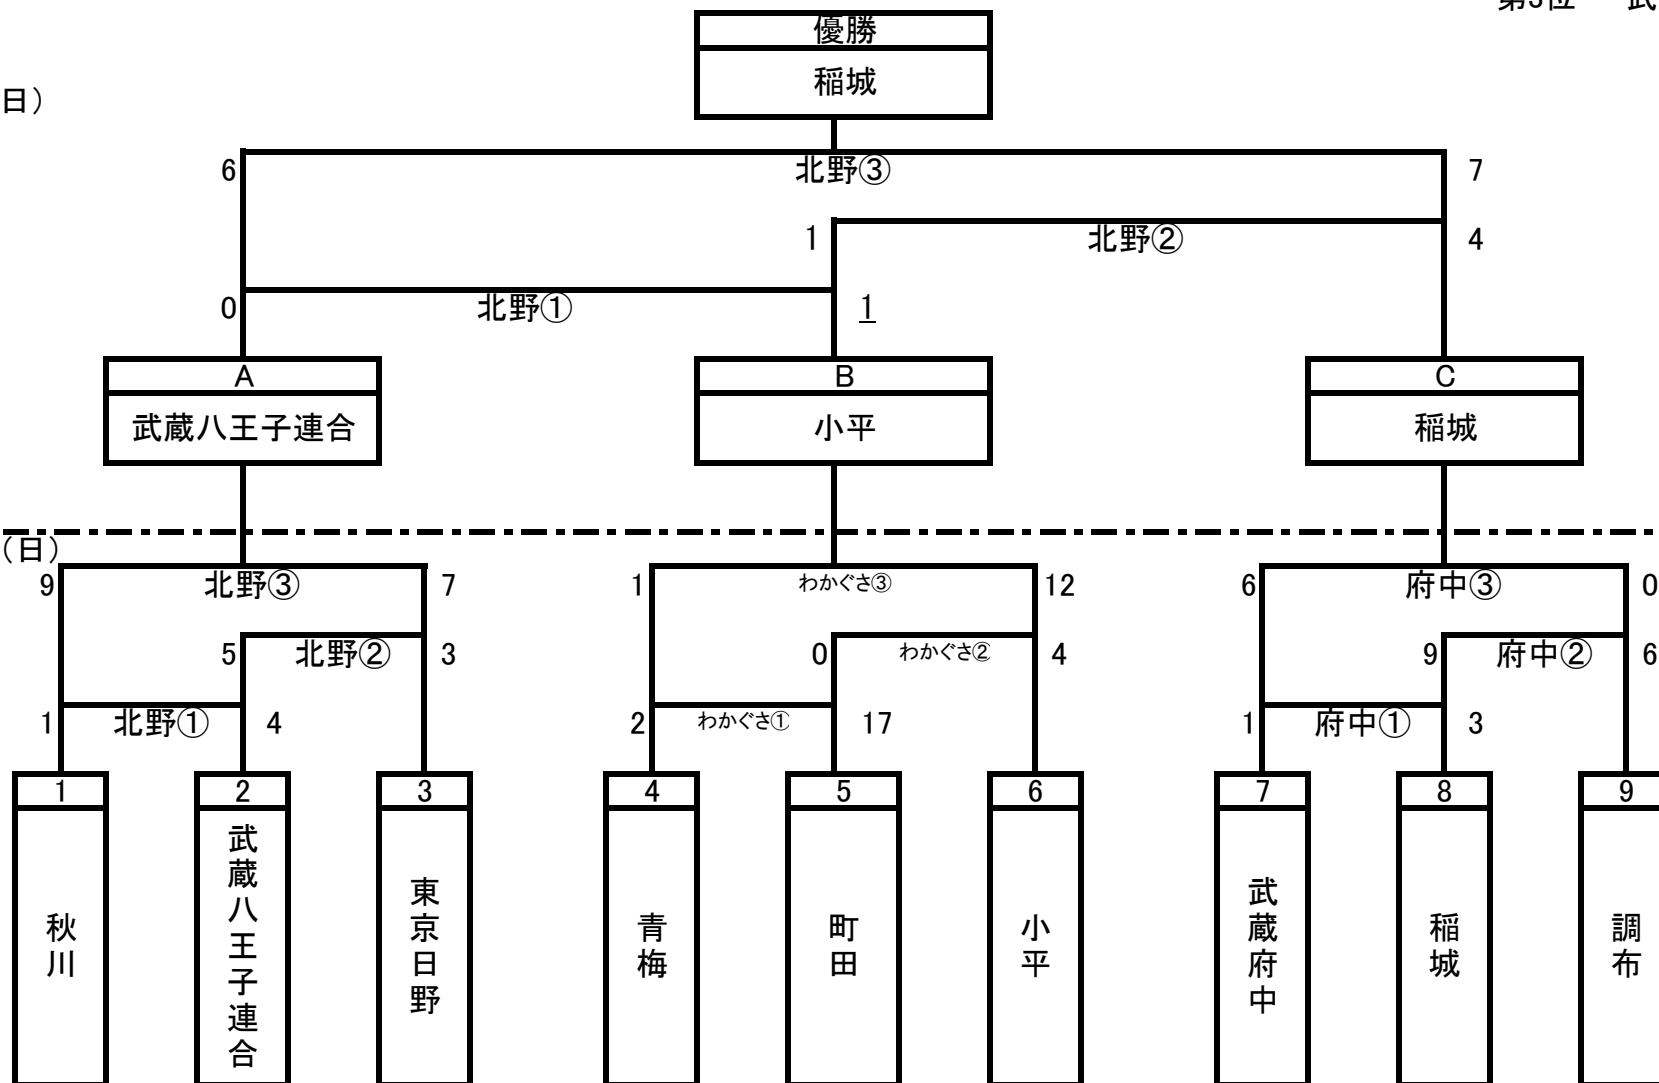 第3位 武
優勝
稲城
日)
6 北野③ 7
1 北野② 4
0 北野① 1
A B C
武蔵八王子連合 小平 稲城
(日)
9 北野③ 7 1 わかぐさ③ 12 6 府中③ 0
5 北野② 3 0 わかぐさ② 4 9 府中② 6
1 北野① 4 2 わかぐさ① 17 1 府中① 3
1 2 3 4 5 6 7 8 9
秋川
武蔵八王子連合
東京日野
青梅
町田
小平
武蔵府中
稲城
調布